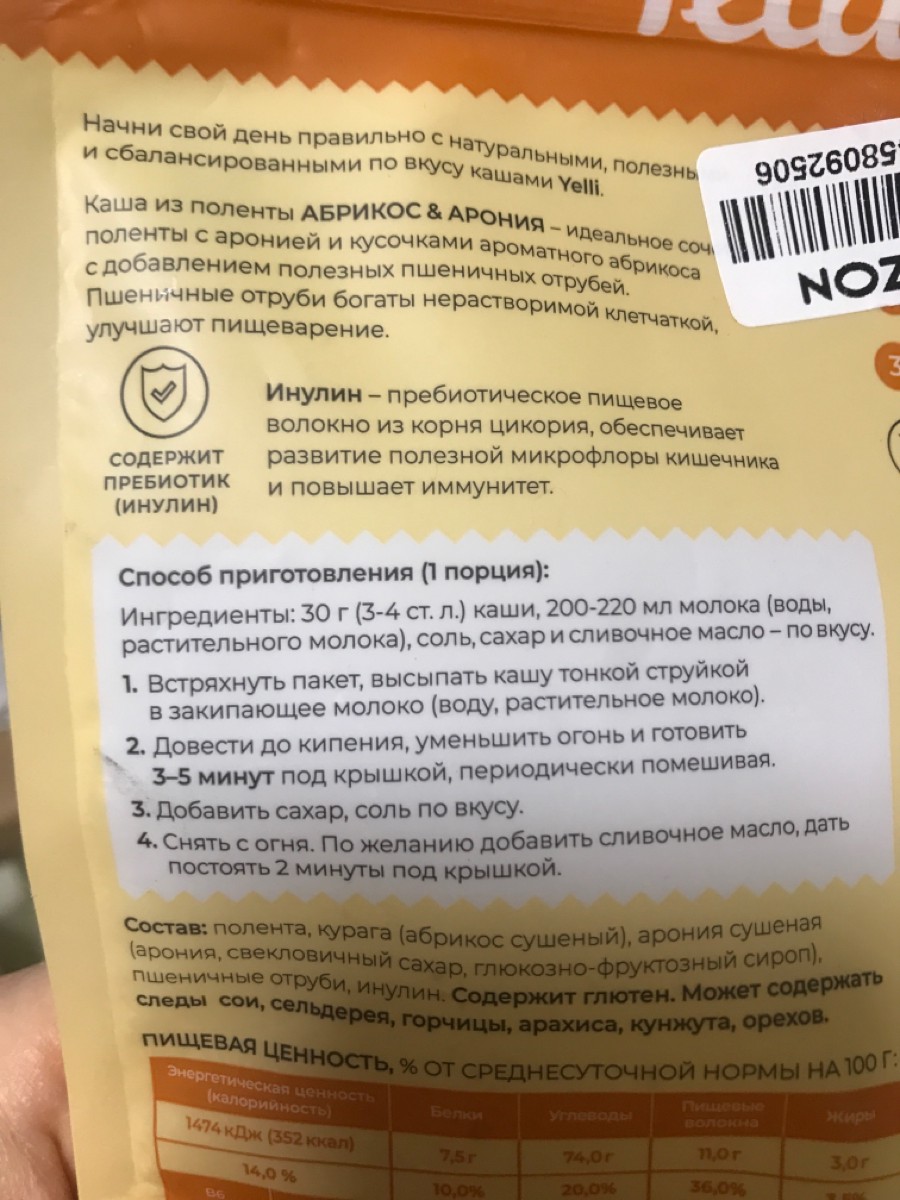 Начни свой день правильно с натуральными,
и сбалансированными по вкусу кашами Yelli.
Каша из поленты АБРИКОС & АРОНИЯ – идеальное
поленты с аронией и кусочками ароматного абрикоса
с добавлением полезных пшеничных отрубей.
Пшеничные отруби богаты нерастворимой клетчаткой,
улучшают пищеварение.
OZON
СОДЕРЖИТ
ПРЕБИОТИК
(ИНУЛИН)
Инулин – пребиотическое пищевое
волокно из корня цикория, обеспечивает
развитие полезной микрофлоры кишечника
и повышает иммунитет.
3
Способ приготовления (1 порция):
Ингредиенты: 30 г (3-4 ст. л.) каши, 200-220 мл молока (воды,
растительного молока), соль, сахар и сливочное масло – по вкусу.
1. Встряхнуть пакет, высыпать кашу тонкой струйкой
в закипающее молоко (воду, растительное молоко).
2. Довести до кипения, уменьшить огонь и готовить
3–5 минут под крышкой, периодически помешивая.
3. Добавить сахар, соль по вкусу.
4. Снять с огня. По желанию добавить сливочное масло, дать
постоять 2 минуты под крышкой.
Состав: полента, курага (абрикос сушеный), арония сушеная
(арония, свекловичный сахар, глюкозно-фруктозный сироп),
пшеничные отруби, инулин. Содержит глютен. Может содержать
следы сои, сельдерея, горчицы, арахиса, кунжута, орехов.
ПИЩЕВАЯ ЦЕННОСТЬ, % ОТ СРЕДНЕСУТОЧНОЙ НОРМЫ НА 100 Г:
Энергетическая ценность
(калорийность)
Белки
Углеводы
Пищевые
волокна
Жиры
1474 кДж (352 ккал)
7,5 г
74,0 г
11,0 г
3,0 г
14,0 %
10,0%
20,0%
36,0%
В6